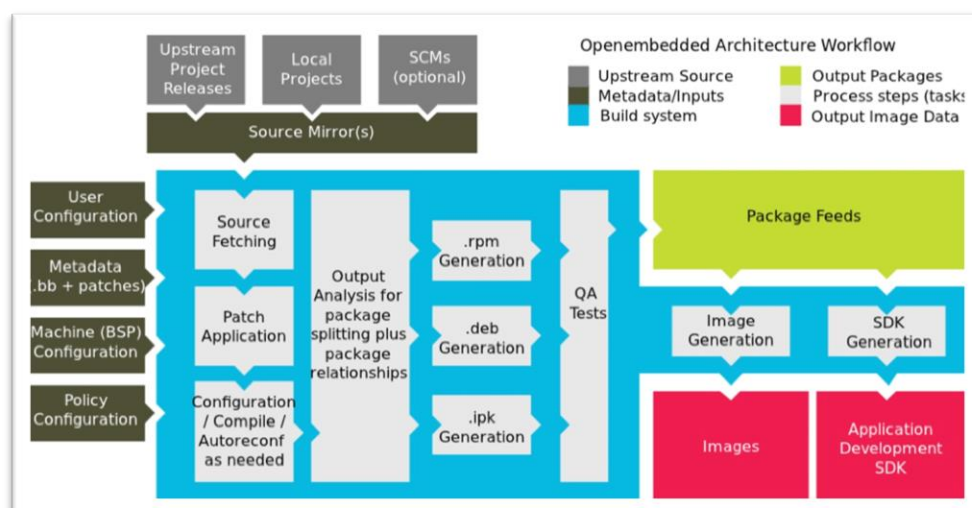 Upstream
Project
Releases
Local
Projects
SCMs
(optional)
Openembedded Architecture Workflow
Upstream Source
Metadata/Inputs
Build system
Output Packages
Process steps (tasks
Output Image Data
Source Mirror(s)
User
Configuration
Metadata
(.bb + patches)
Machine (BSP)
Configuration
Policy
Configuration
Source
Fetching
Patch
Application
Configuration
/ Compile /
Autoreconf
as needed
Output
Analysis for
package
splitting plus
package
relationships
.rpm
Generation
.deb
Generation
.ipk
Generation
QA
Tests
Package Feeds
Image
Generation
SDK
Generation
Images
Application
Development
SDK